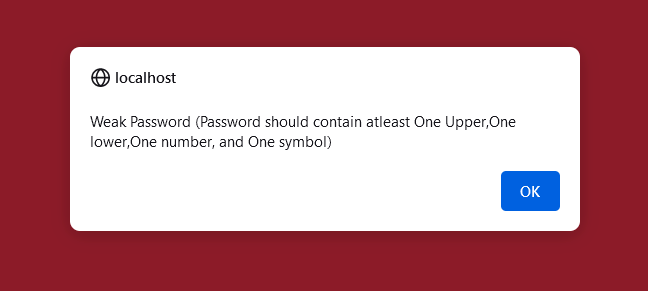 localhost
Weak Password (Password should contain atleast One Upper,One
lower,One number, and One symbol)
OK